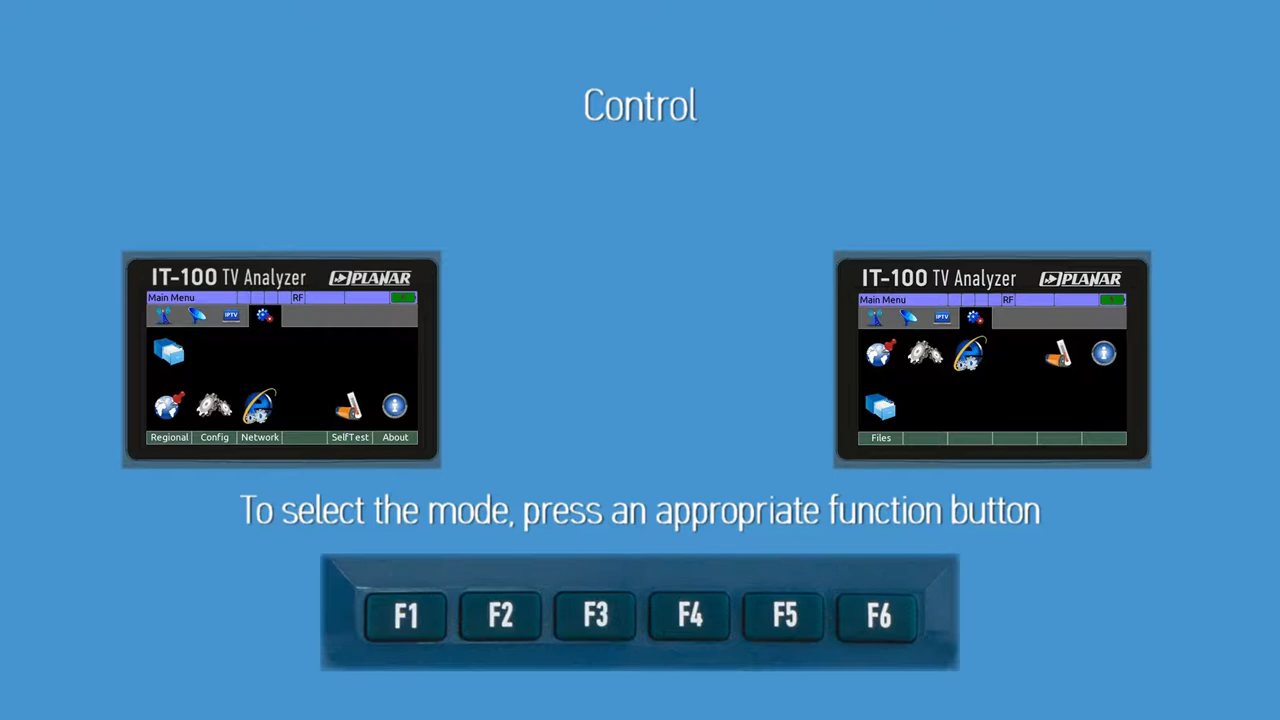 Control
IT-100 TV Analyzer PLANAR
Main Menu RF
IPTV
Regional Config Network SelfTest About
IT-100 TV Analyzer PLANAR
Main Menu RF
IPTV
Files
To select the mode, press an appropriate function button
F1 F2 F3 F4 F5 F6